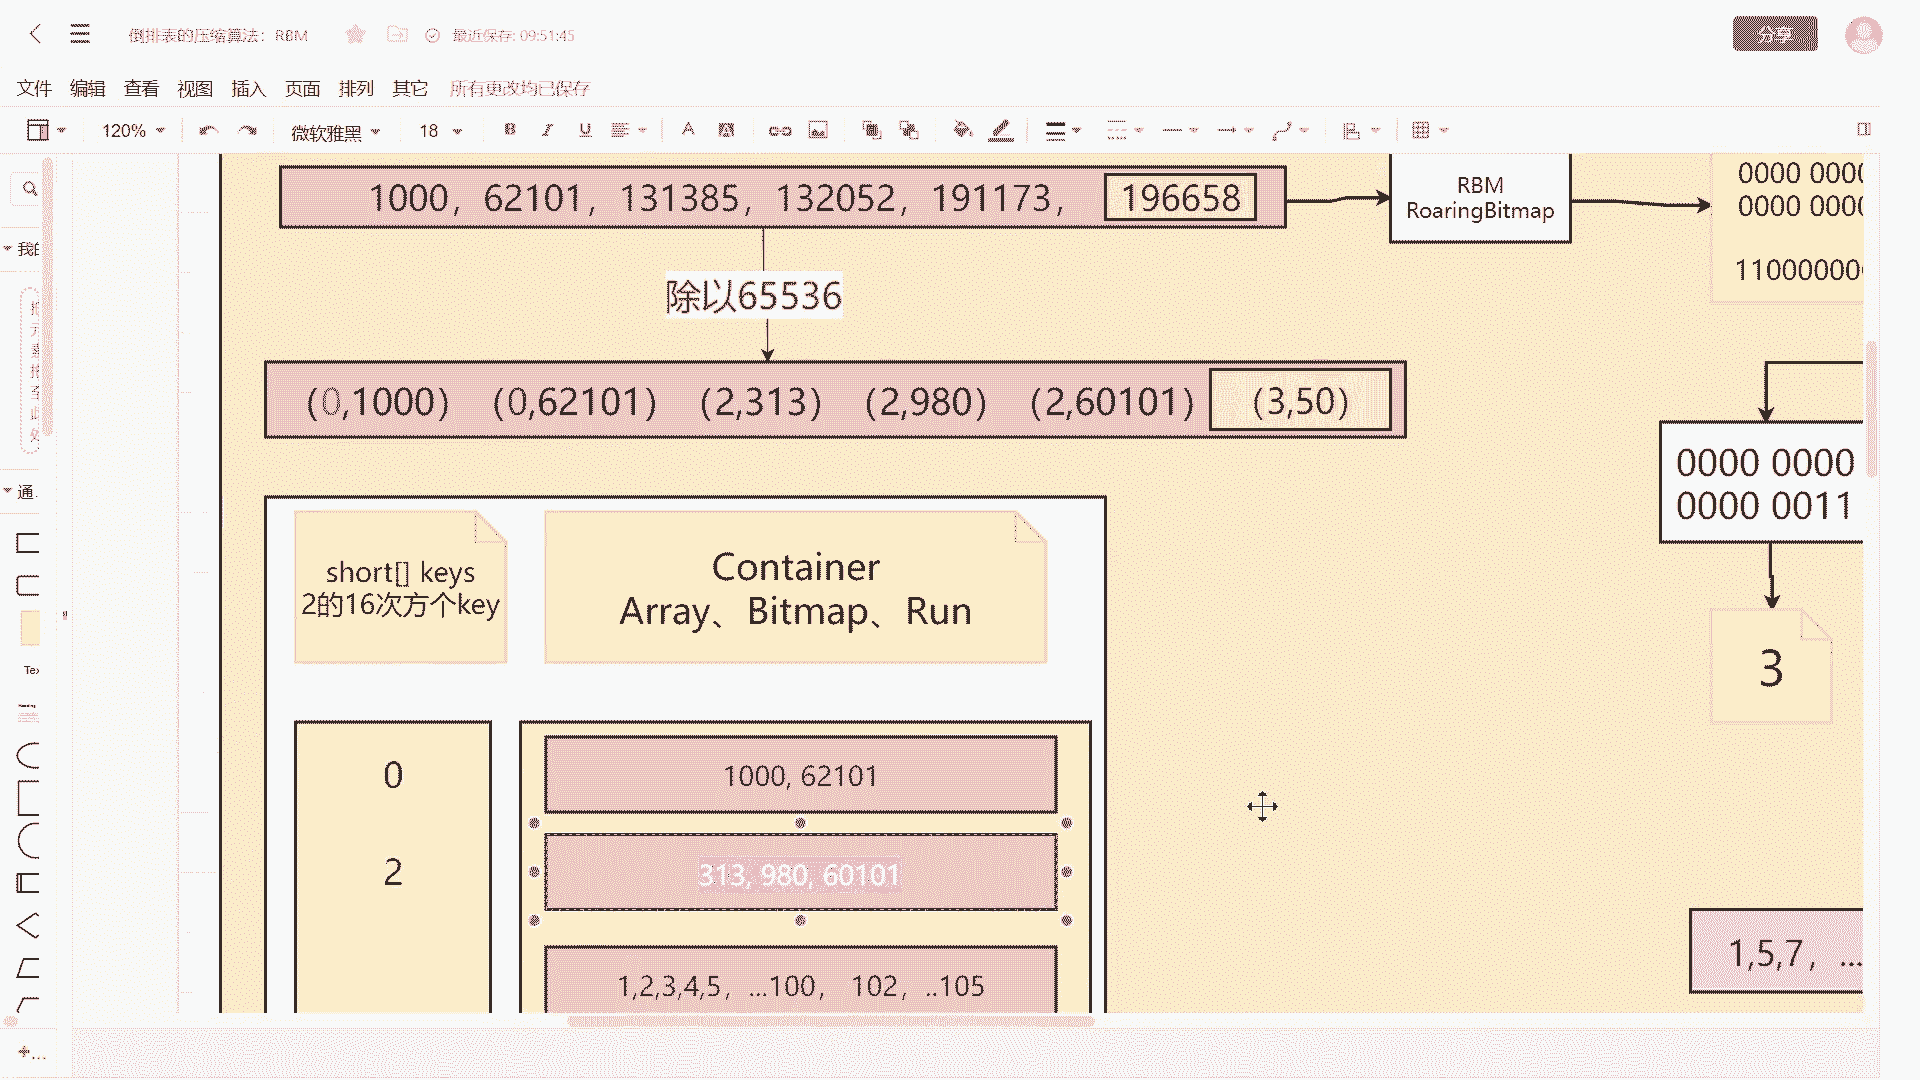 倒排表的压缩算法：RBM
最近保存: 09:51:45
分享
文件 编辑 查看 视图 插入 页面 排列 其它 所有更改均已保存
120% 微软雅黑 18
1000，62101，131385，132052，191173，196658
RBM
RoaringBitmap
0000 0000
0000 0000
11000000
除以65536
(0,1000) (0,62101) (2,313) (2,980) (2,60101) (3,50)
我的
通
Tex
short[] keys
2的16次方个key
Container
Array、Bitmap、Run
0000 0000
0000 0011
3
0
1000, 62101
2
313, 980, 60101
1,2,3,4,5，...100， 102，..105
1,5,7，...